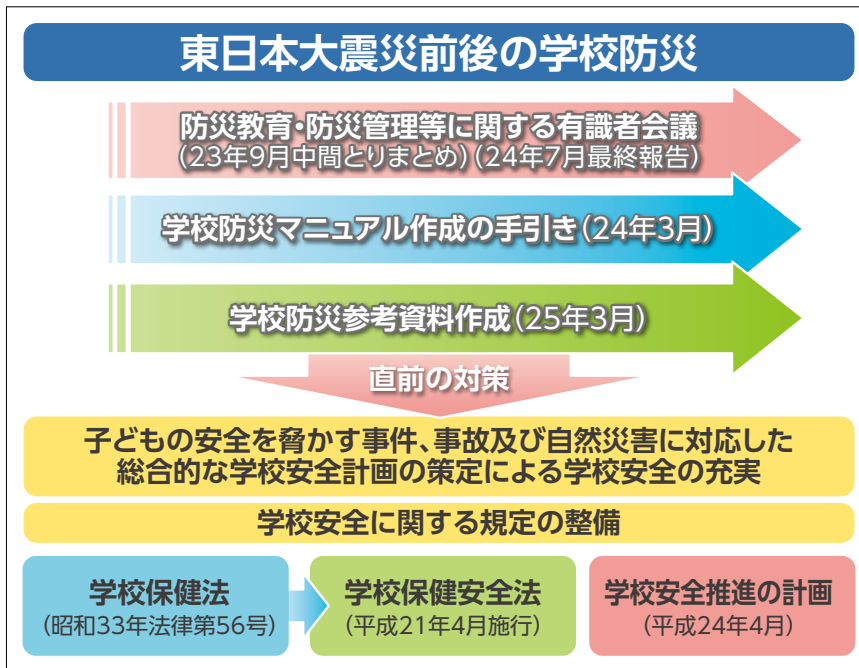 東日本大震災前後の学校防災
防災教育・防災管理等に関する有識者会議
(23年9月中間とりまとめ)(24年7月最終報告)
学校防災マニュアル作成の手引き(24年3月)
学校防災参考資料作成(25年3月)
直前の対策
子どもの安全を脅かす事件、事故及び自然災害に対応した
総合的な学校安全計画の策定による学校安全の充実
学校安全に関する規定の整備
学校保健法
(昭和33年法律第56号)
学校保健安全法
(平成21年4月施行)
学校安全推進の計画
(平成24年4月)